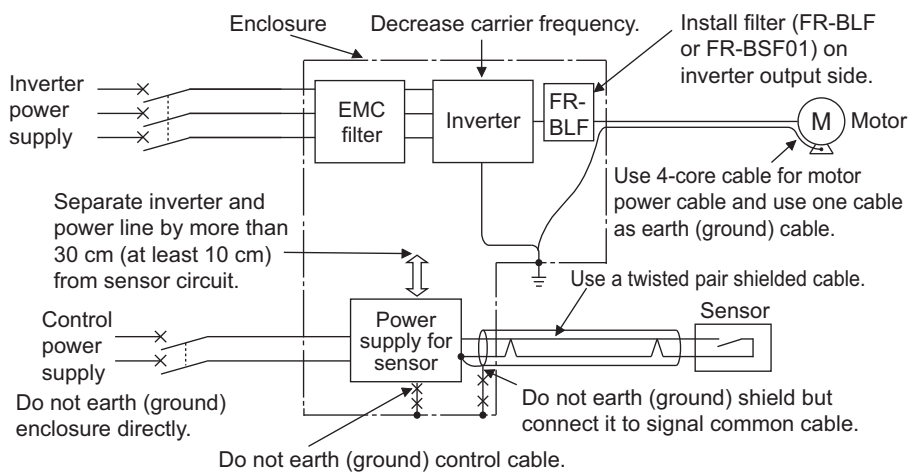 Enclosure
Decrease carrier frequency.
Install filter (FR-BLF
or FR-BSF01) on
inverter output side.
Inverter
power
supply
EMC
filter
Inverter
FR-
BLF
M
Motor
Use 4-core cable for motor
power cable and use one cable
as earth (ground) cable.
Separate inverter and
power line by more than
30 cm (at least 10 cm)
from sensor circuit.
Use a twisted pair shielded cable.
Control
power
supply
Power
supply for
sensor
Sensor
Do not earth (ground)
enclosure directly.
Do not earth (ground) shield but
connect it to signal common cable.
Do not earth (ground) control cable.